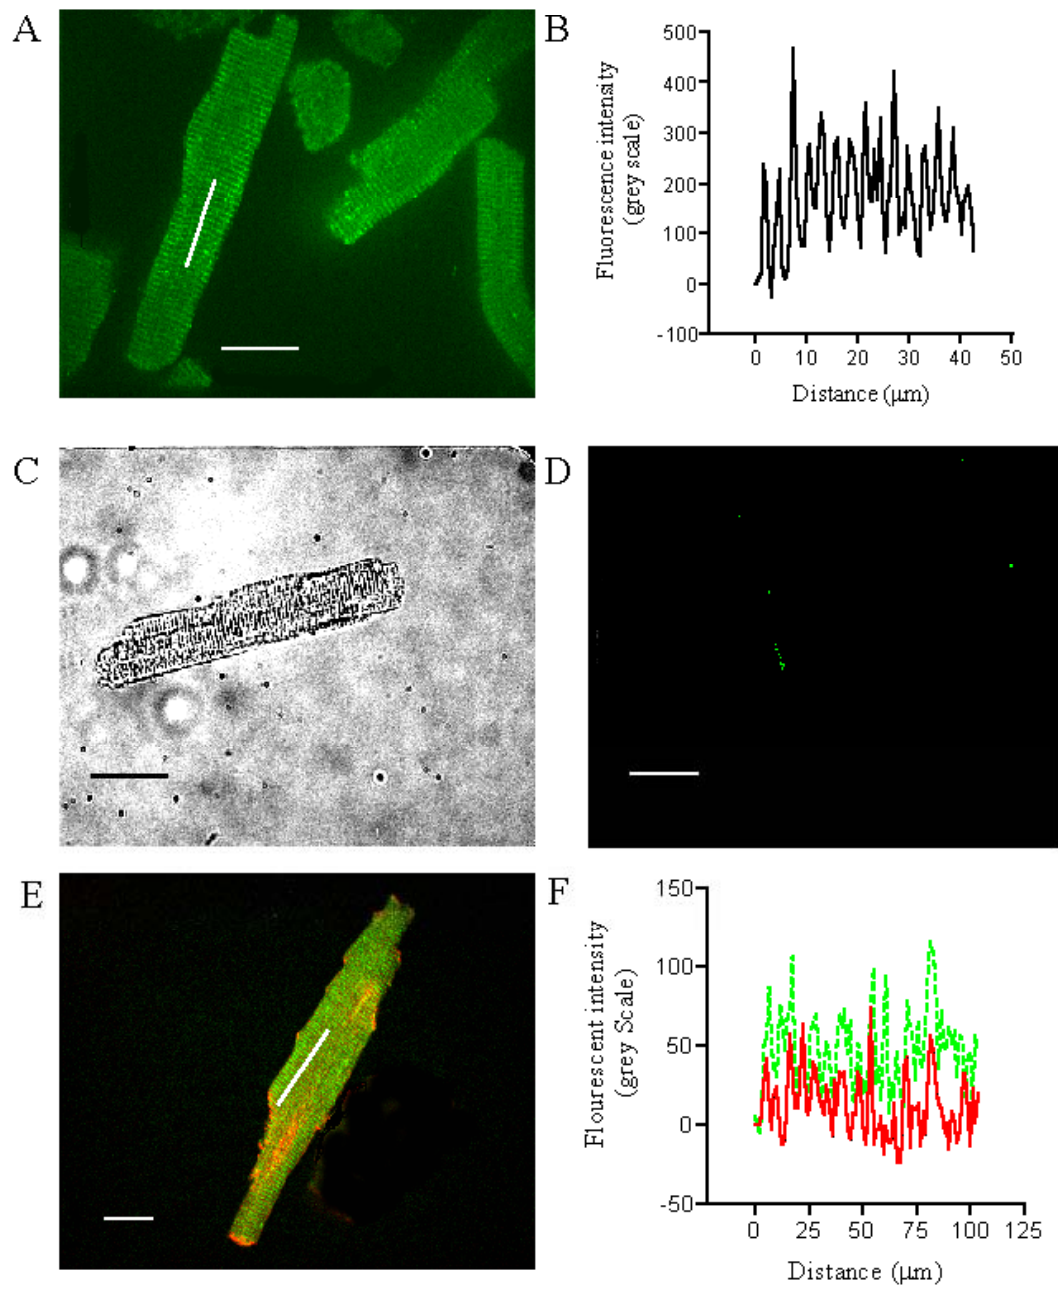 A
B
500
400
300
200
100
0
-100
Fluorescence intensity
(grey scale)
0 10 20 30 40 50
Distance (μm)
C
D
E
F
150
100
50
0
-50
Flourescent intensity
(grey Scale)
0 25 50 75 100 125
Distance (μm)